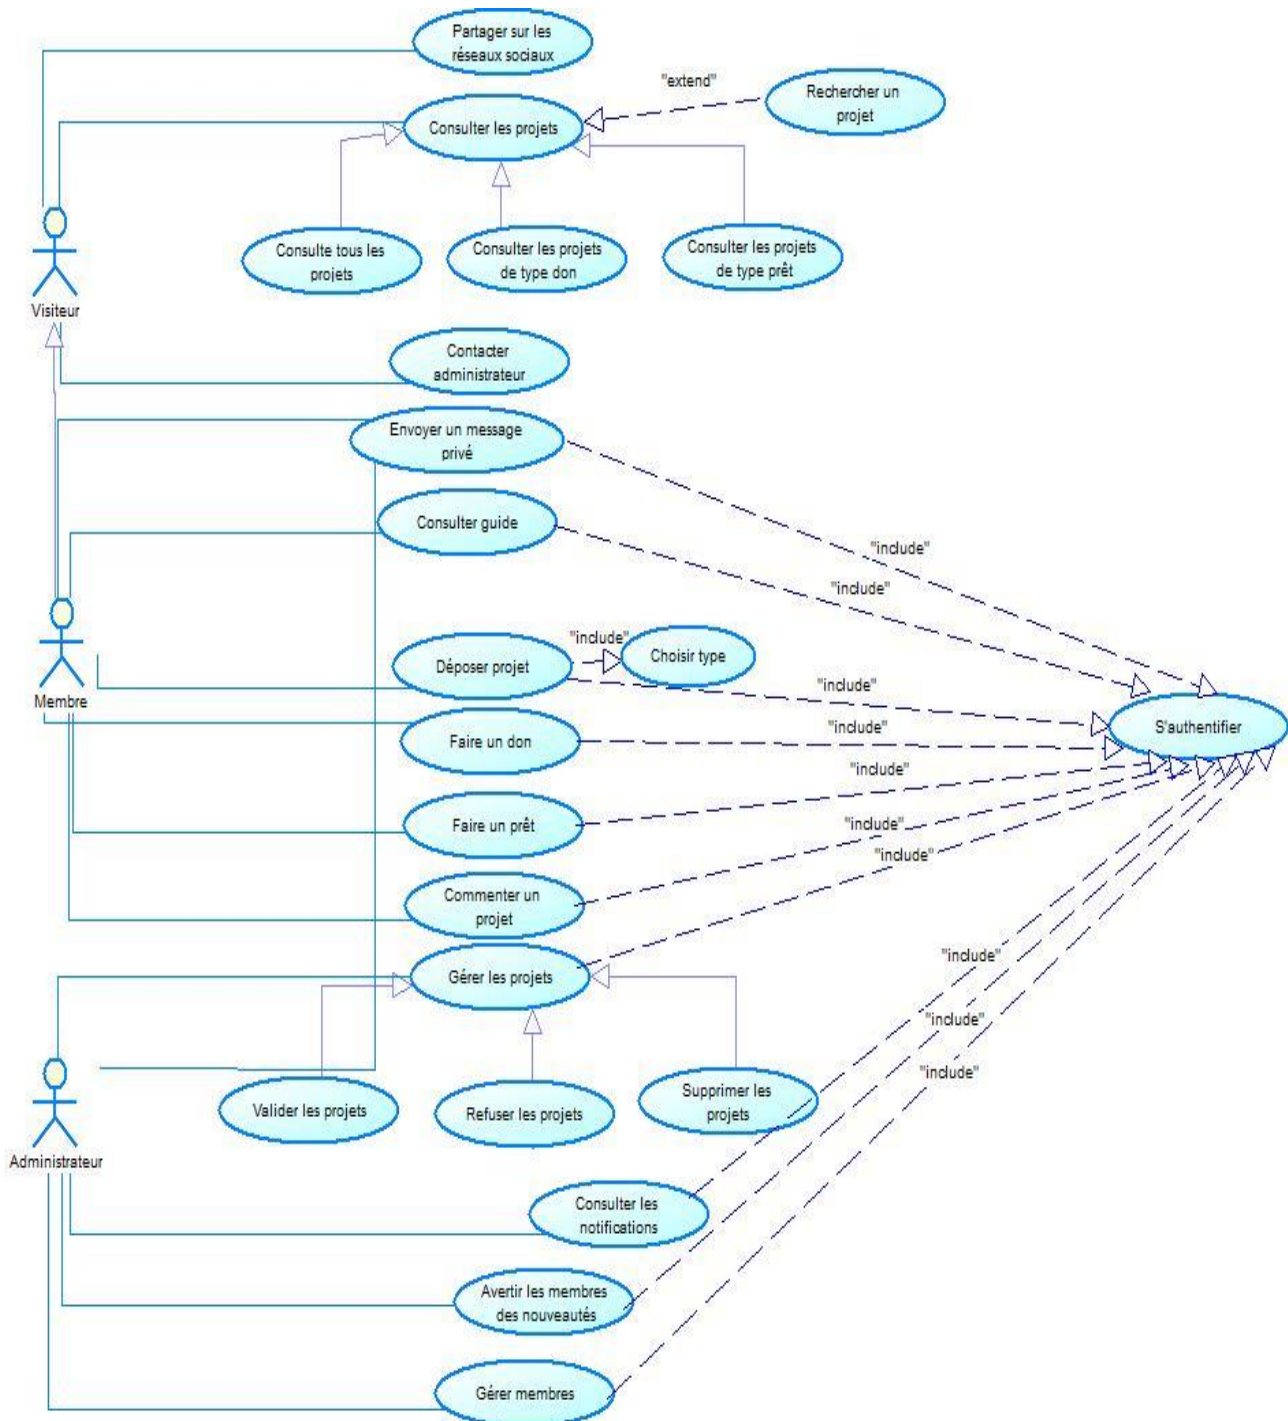 Partager sur les
réseaux sociaux
"extend"
Rechercher un
projet
Consulter les projets
Consulte tous les
projets
Consulter les projets
de type don
Consulter les projets
de type prêt
Visiteur
Contacter
administrateur
Envoyer un message
privé
Consulter guide
"include"
"include"
"include"
Déposer projet
Choisir type
"include"
Membre
S'authentifier
"include"
Faire un don
"include"
Faire un prêt
"include"
"include"
Commenter un
projet
"include"
Gérer les projets
"include"
"include"
Supprimer les
projets
Valider les projets
Refuser les projets
Administrateur
Consulter les
notifications
Avertir les membres
des nouveautés
Gérer membres